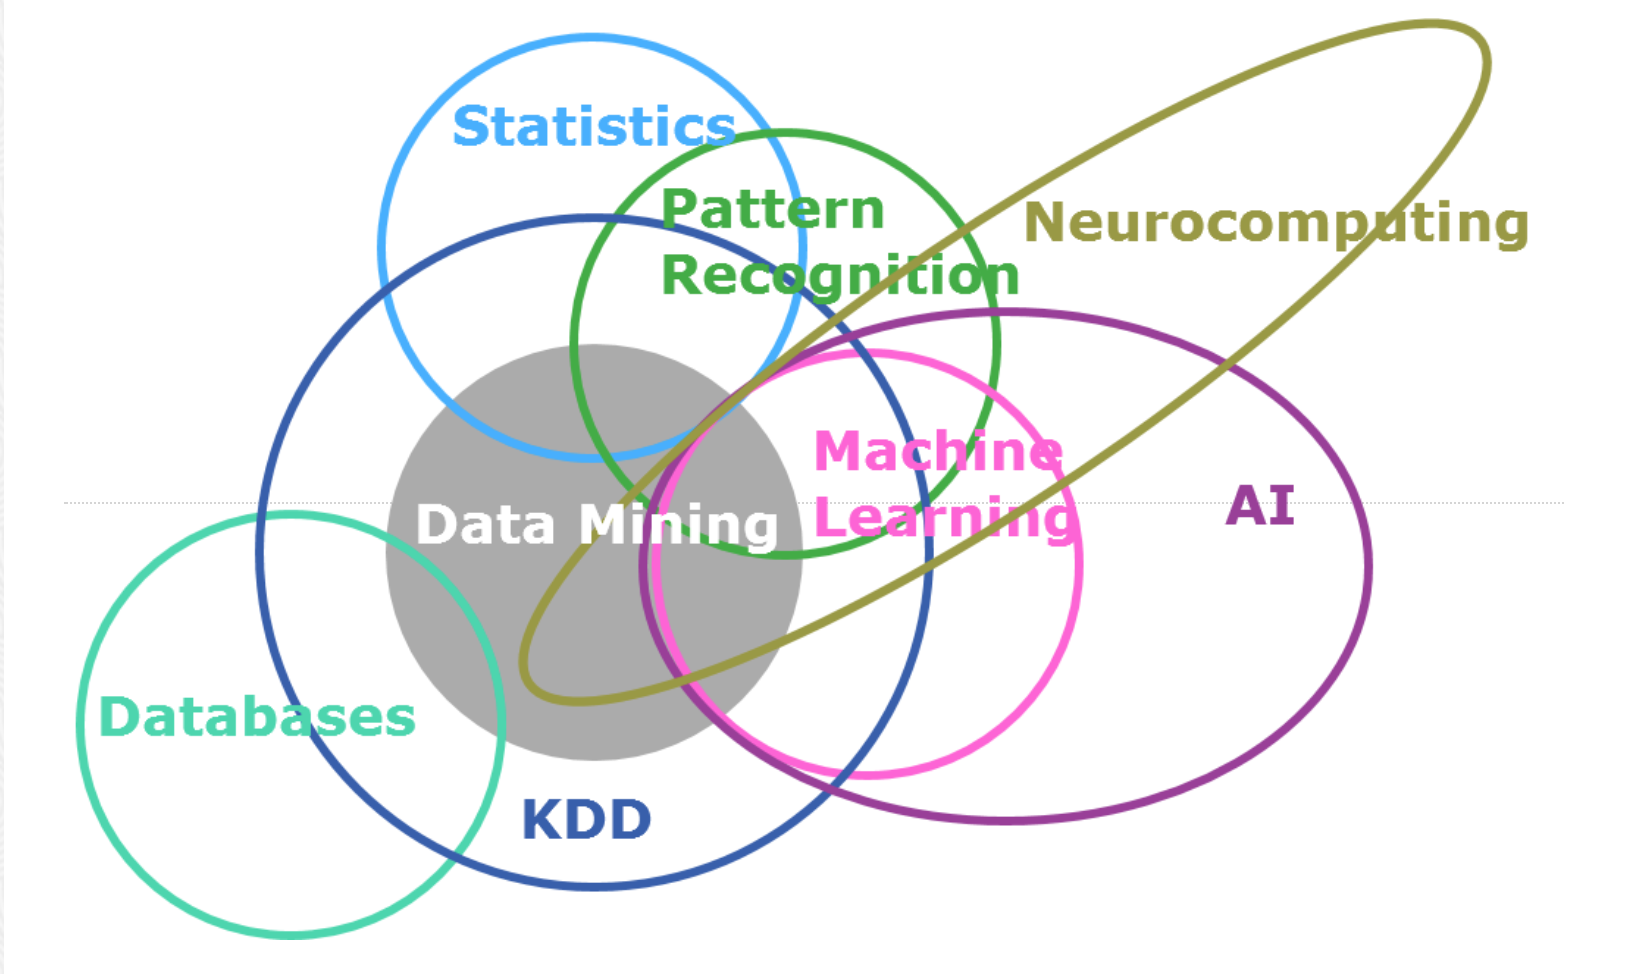 Statistics
Pattern
Recognition
Neurocomputing
Machine
Learning
AI
Data Mining
Databases
KDD